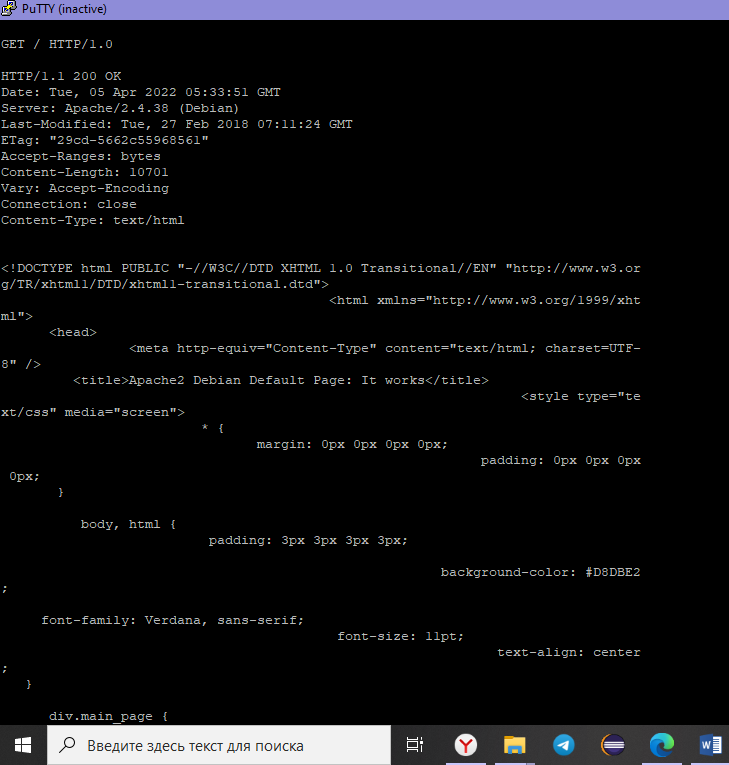 PuTTY (inactive)
GET / HTTP/1.0
HTTP/1.1 200 OK
Date: Tue, 05 Apr 2022 05:33:51 GMT
Server: Apache/2.4.38 (Debian)
Last-Modified: Tue, 27 Feb 2018 07:11:24 GMT
ETag: "29cd-5662c55968561"
Accept-Ranges: bytes
Content-Length: 10701
Vary: Accept-Encoding
Connection: close
Content-Type: text/html
<!DOCTYPE html PUBLIC "-//W3C//DTD XHTML 1.0 Transitional//EN" "http://www.w3.or
g/TR/xhtml1/DTD/xhtml1-transitional.dtd">
<html xmlns="http://www.w3.org/1999/xht
ml">
<head>
<meta http-equiv="Content-Type" content="text/html; charset=UTF-
8" />
<title>Apache2 Debian Default Page: It works</title>
<style type="te
xt/css" media="screen">
* {
margin: 0px 0px 0px 0px;
padding: 0px 0px 0px
0px;
}
body, html {
padding: 3px 3px 3px 3px;
background-color: #D8DBE2
;
font-family: Verdana, sans-serif;
font-size: 11pt;
text-align: center
;
}
div.main_page {
Введите здесь текст для поиска